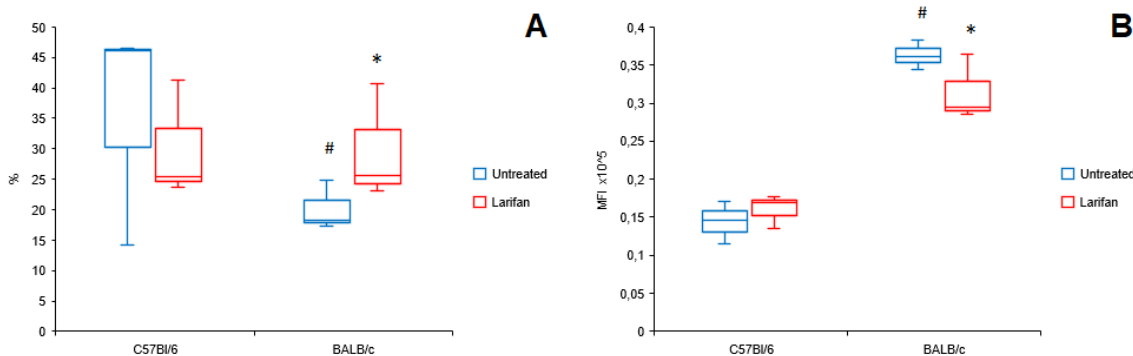 A
50
45
40
35
30
25
20
15
10
5
0
%
#
*
C57Bl/6
BALB/c
Untreated
Larifan
B
0,4
0,35
0,3
0,25
0,2
0,15
0,1
0,05
0
MFI x10^5
#
*
C57Bl/6
BALB/c
Untreated
Larifan